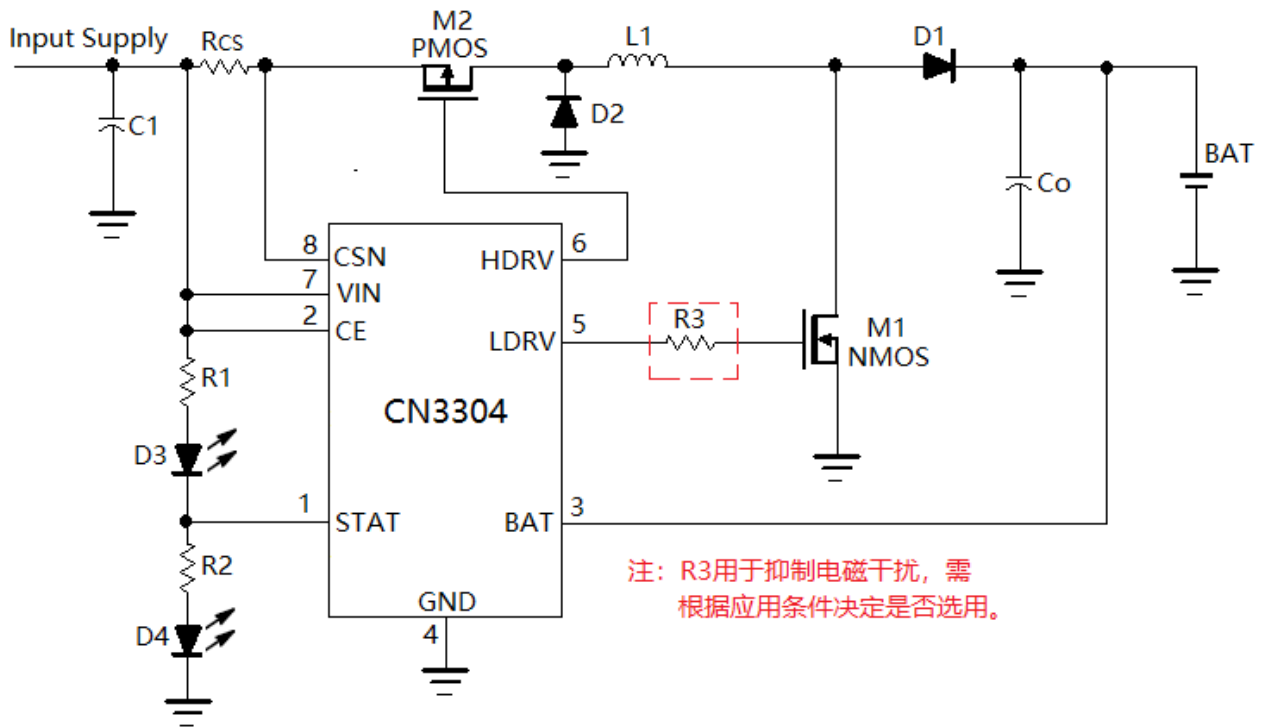 Input Supply
RCS
M2
PMOS
L1
D1
C1
D2
Co
BAT
8
CSN
6
HDRV
7
VIN
2
CE
5
LDRV
R3
M1
NMOS
R1
CN3304
D3
1
STAT
3
BAT
R2
D4
GND
4
注：R3用于抑制电磁干扰，需
根据应用条件决定是否选用。